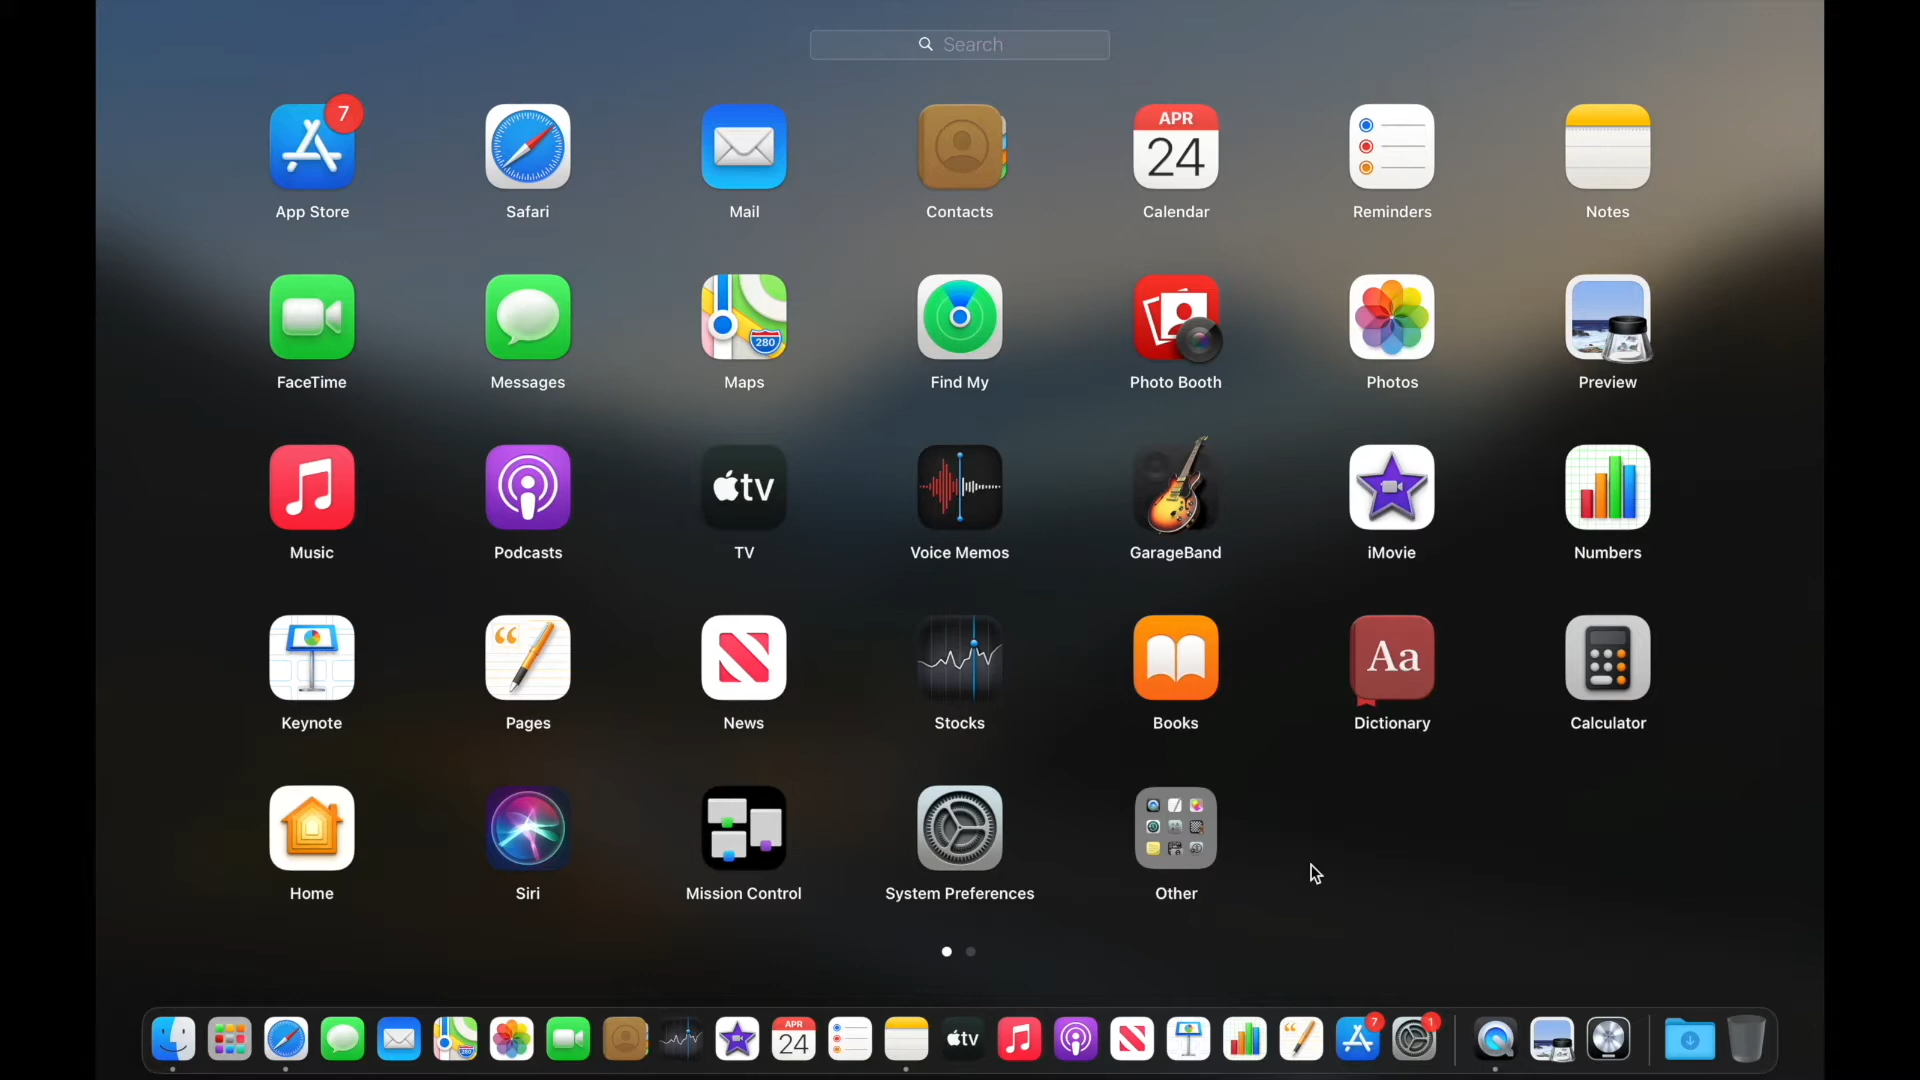 Search
7
APR
24
App Store
Safari
Mail
Contacts
Calendar
Reminders
Notes
280
FaceTime
Messages
Maps
Find My
Photo Booth
Photos
Preview
tv
Music
Podcasts
TV
Voice Memos
GarageBand
iMovie
Numbers
Aa
Keynote
Pages
News
Stocks
Books
Dictionary
Calculator
Home
Siri
Mission Control
System Preferences
Other
APR
24
tv
7
1